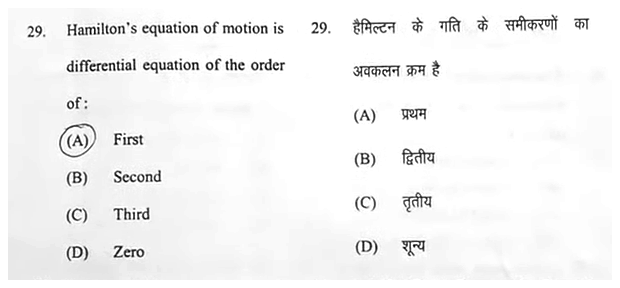 29. Hamilton's equation of motion is
differential equation of the order
of :
(A) First
(B) Second
(C) Third
(D) Zero
29. हैमिल्टन के गति के समीकरणों का
अवकलन क्रम है
(A) प्रथम
(B) द्वितीय
(C) तृतीय
(D) शून्य